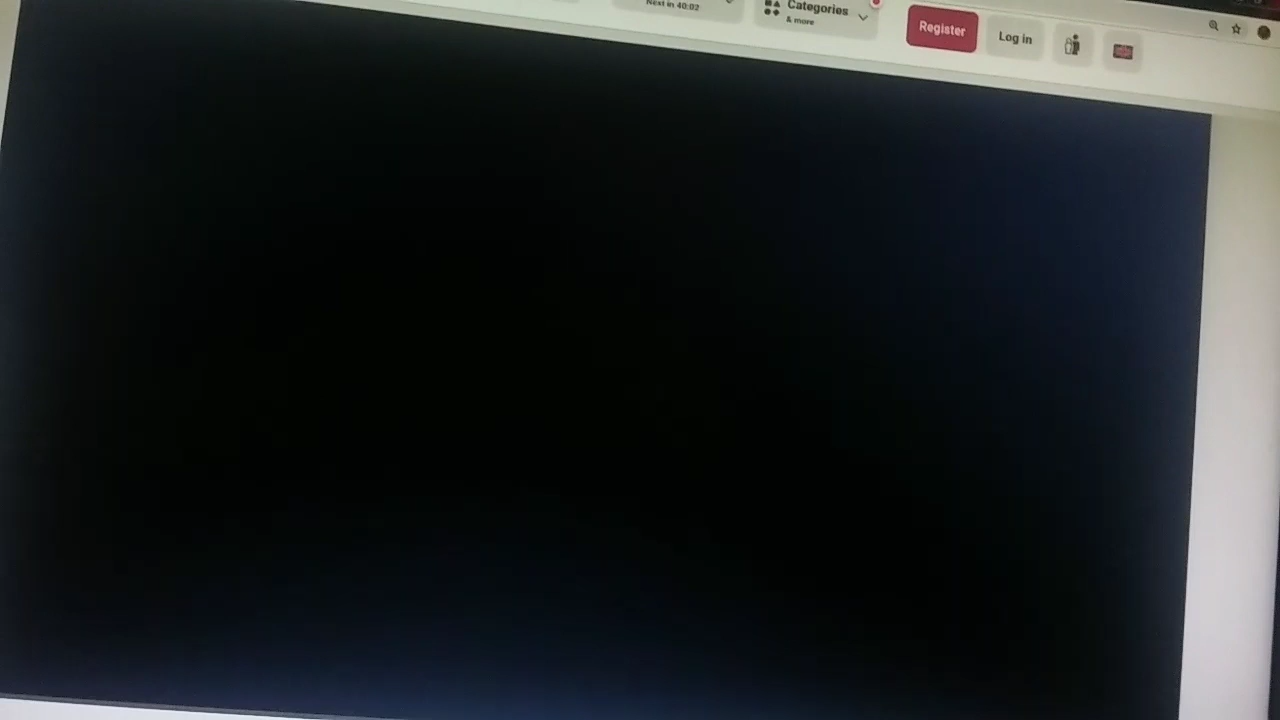 Next in 40:02
Categories
& more
Register
Log in